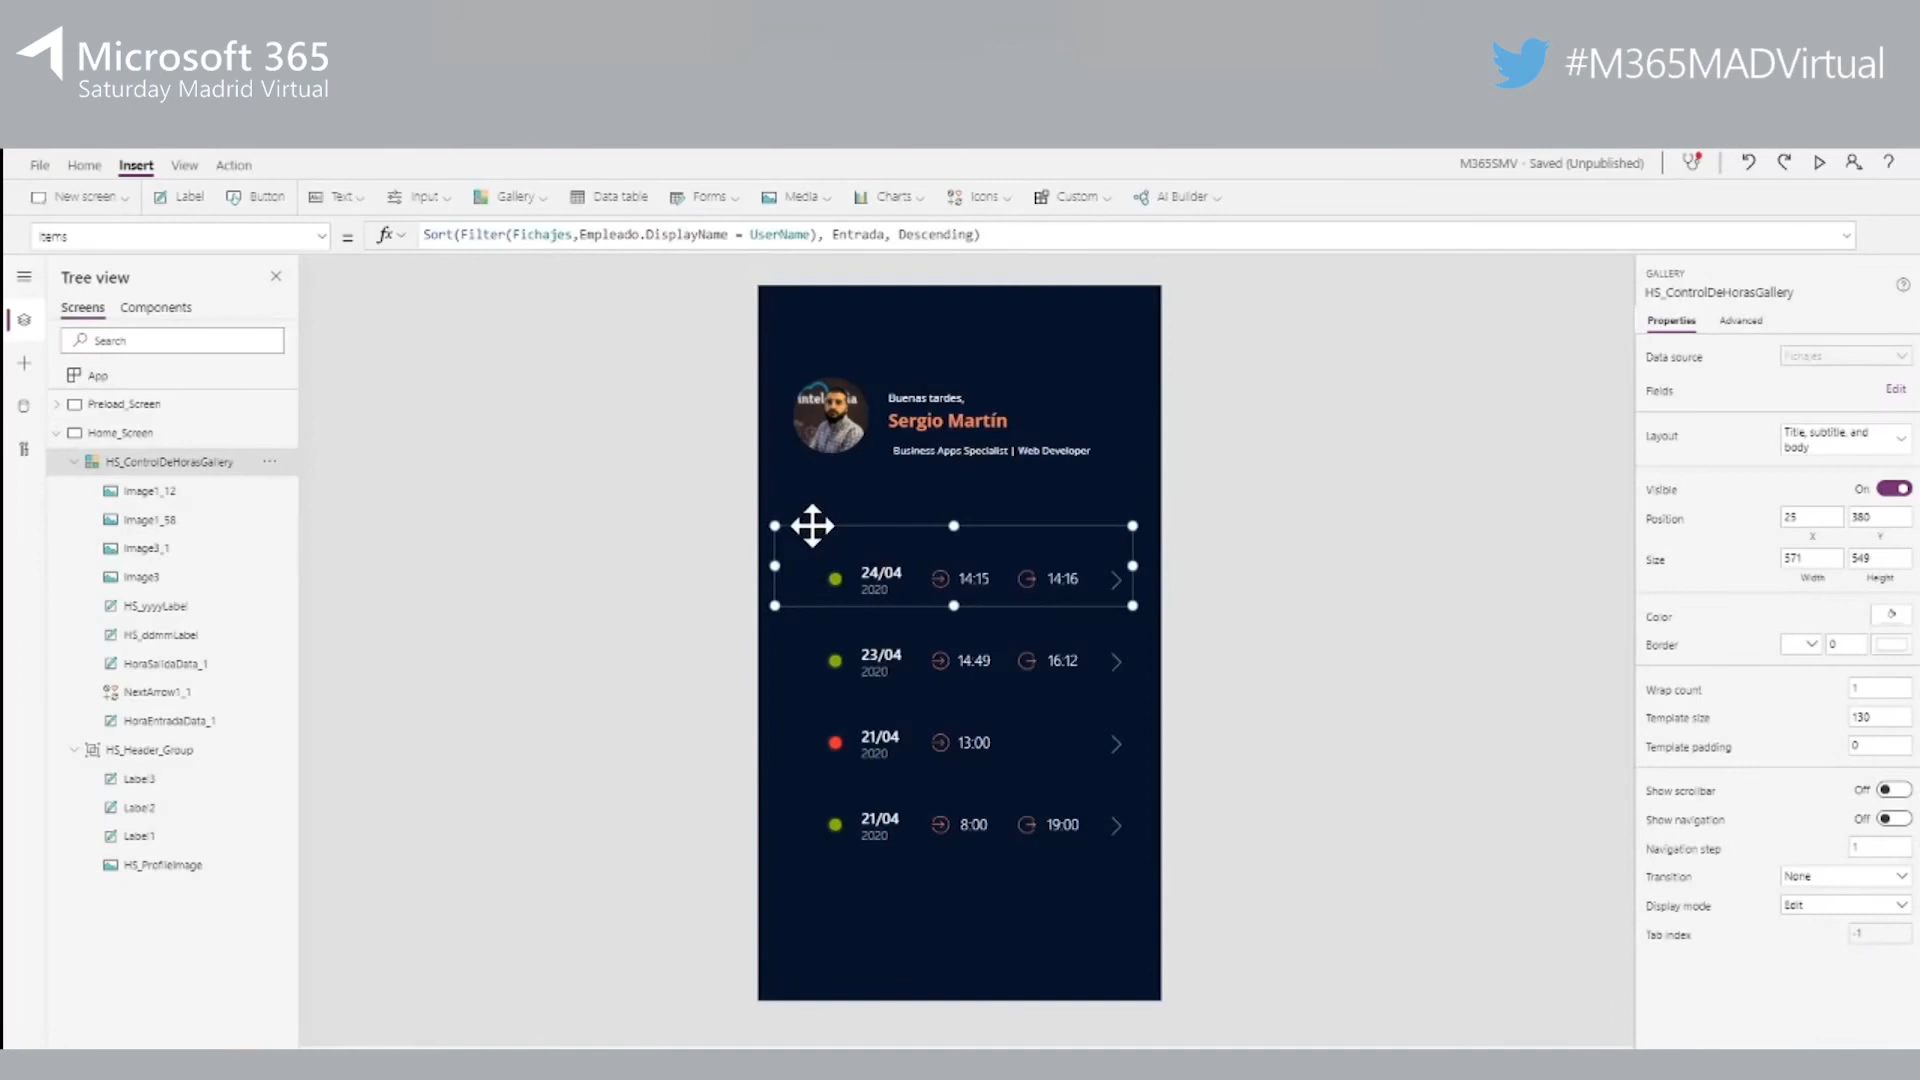 Microsoft 365
Saturday Madrid Virtual
#M365MADVirtual
File Home Insert View Action
M365SMV - Saved (Unpublished)
New screen Label Button Text Input Gallery Data table Forms Media Charts Icons Custom AI Builder
Items = fx Sort(Filter(Fichajes,Empleado.DisplayName = UserName), Entrada, Descending)
Tree view
Screens Components
Search
App
Preload_Screen
Home_Screen
HS_ControlDeHorasGallery ...
Image1_12
Image1_58
Image3_1
Image3
HS_yyyyLabel
HS_ddmmLabel
HoraSalidaData_1
NextArrow1_1
HoraEntradaData_1
HS_Header_Group
Label3
Label2
Label1
HS_ProfileImage
Buenas tardes,
Sergio Martín
Business Apps Specialist | Web Developer
24/04
2020
14:15
14:16
23/04
2020
14:49
16:12
21/04
2020
13:00
21/04
2020
8:00
19:00
GALLERY
HS_ControlDeHorasGallery
Properties Advanced
Data source Fichajes
Fields Edit
Layout Title, subtitle, and body
Visible On
Position 25 380
X Y
Size 571 549
Width Height
Color
Border 0
Wrap count 1
Template size 130
Template padding 0
Show scrollbar Off
Show navigation Off
Navigation step 1
Transition None
Display mode Edit
Tab index -1